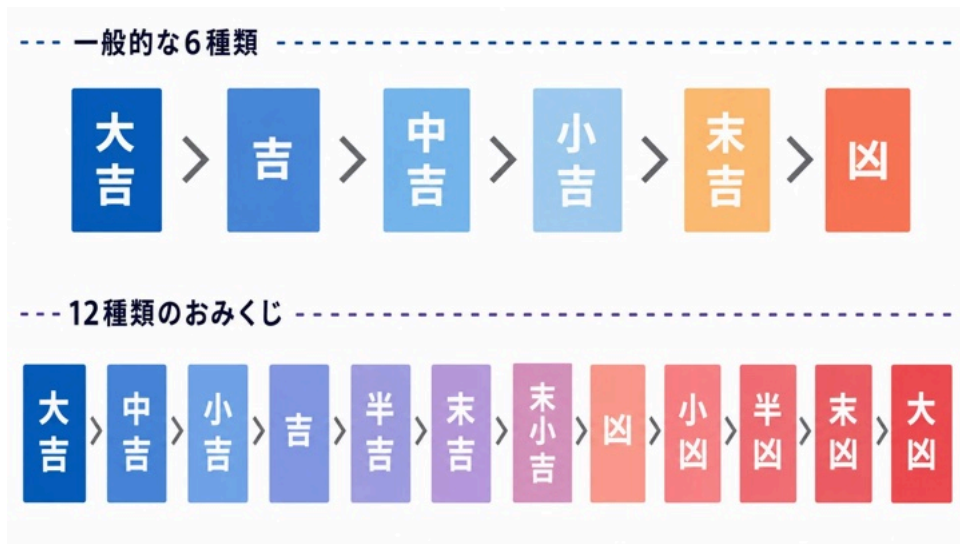 一般的な6種類
大吉 > 吉 > 中吉 > 小吉 > 末吉 > 凶
12種類のおみくじ
大吉 > 中吉 > 小吉 > 吉 > 半吉 > 末吉 > 末小吉 > 凶 > 小凶 > 半凶 > 末凶 > 大凶